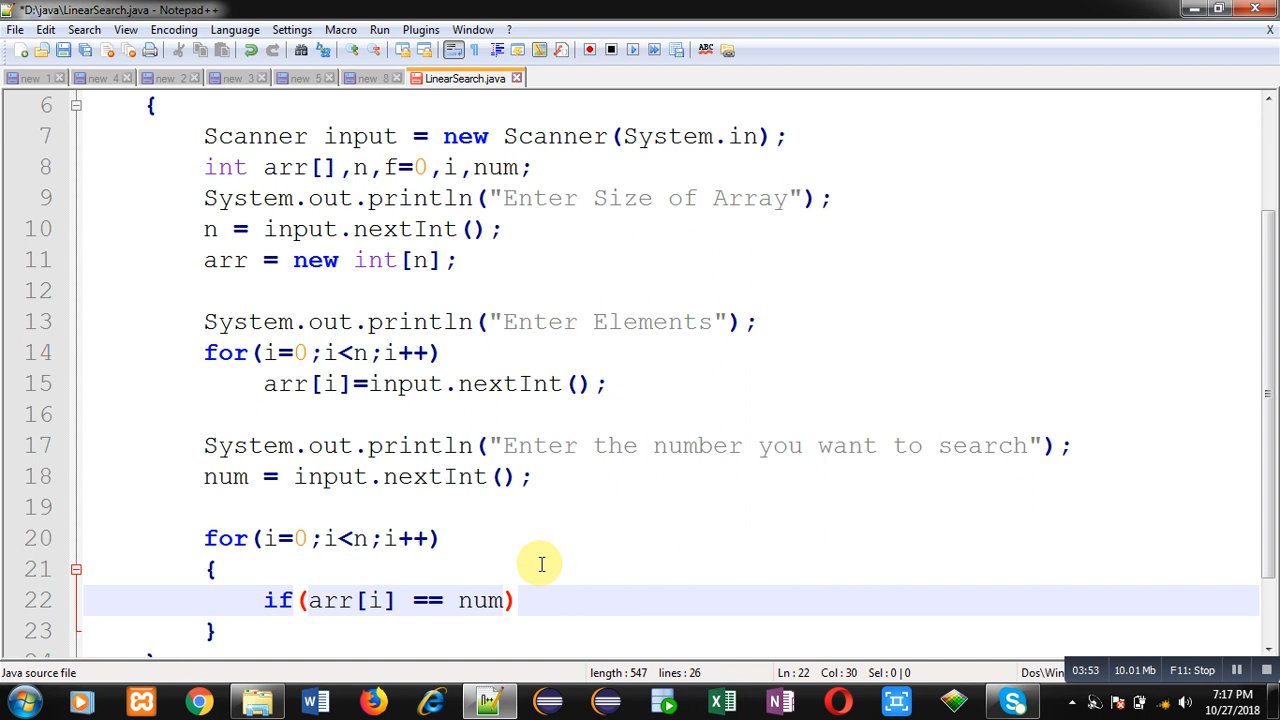 *D:\java\LinearSearch.java - Notepad++
File Edit Search View Encoding Language Settings Macro Run Plugins Window ? X
new 1 new 4 new 2 new 3 new 5 new 8 LinearSearch.java
6 {
7 Scanner input = new Scanner(System.in);
8 int arr[],n,f=0,i,num;
9 System.out.println("Enter Size of Array");
10 n = input.nextInt();
11 arr = new int[n];
12
13 System.out.println("Enter Elements");
14 for(i=0;i<n;i++)
15 arr[i]=input.nextInt();
16
17 System.out.println("Enter the number you want to search");
18 num = input.nextInt();
19
20 for(i=0;i<n;i++)
21 {
22 if(arr[i] == num)
23 }
Java source file length : 547 lines : 26 Ln : 22 Col : 30 Sel : 0 | 0 Dos\Win 03:53 10.01 Mb F11: Stop
7:17 PM
10/27/2018